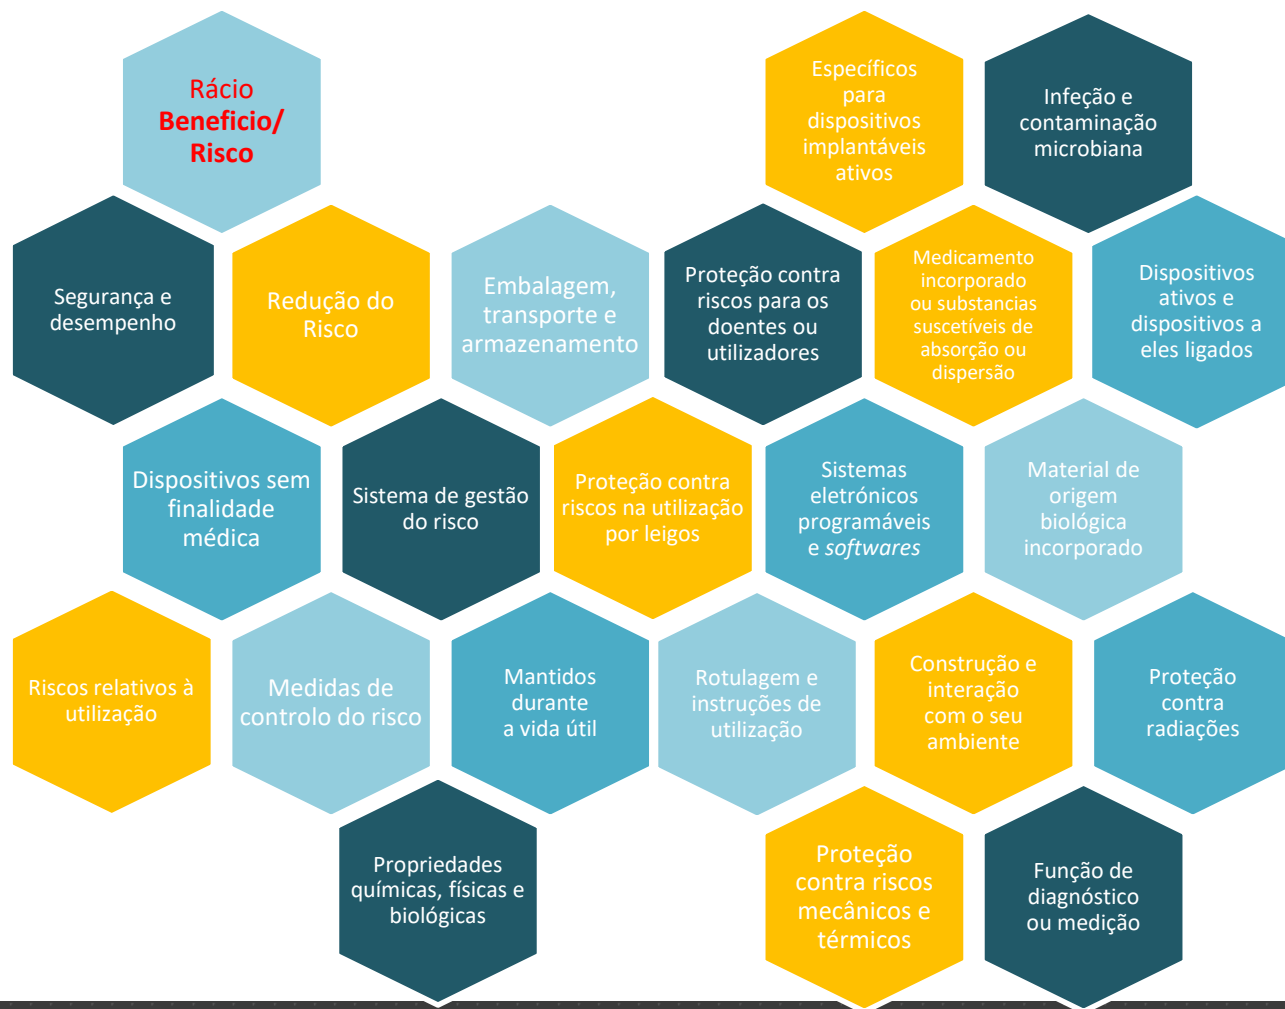 Rácio
Beneficio/
Risco
Específicos
para
dispositivos
implantáveis
ativos
Infeção e
contaminação
microbiana
Segurança e
desempenho
Redução do
Risco
Embalagem,
transporte e
armazenamento
Proteção contra
riscos para os
doentes ou
utilizadores
Medicamento
incorporado
ou substancias
suscetíveis de
absorção ou
dispersão
Dispositivos
ativos e
dispositivos a
eles ligados
Dispositivos sem
finalidade
médica
Sistema de gestão
do risco
Proteção contra
riscos na utilização
por leigos
Sistemas
eletrónicos
programáveis
e softwares
Material de
origem
biológica
incorporado
Riscos relativos à
utilização
Medidas de
controlo do risco
Mantidos
durante
a vida útil
Rotulagem e
instruções de
utilização
Construção e
interação
com o seu
ambiente
Proteção
contra
radiações
Propriedades
químicas, físicas e
biológicas
Proteção
contra riscos
mecânicos e
térmicos
Função de
diagnóstico
ou medição